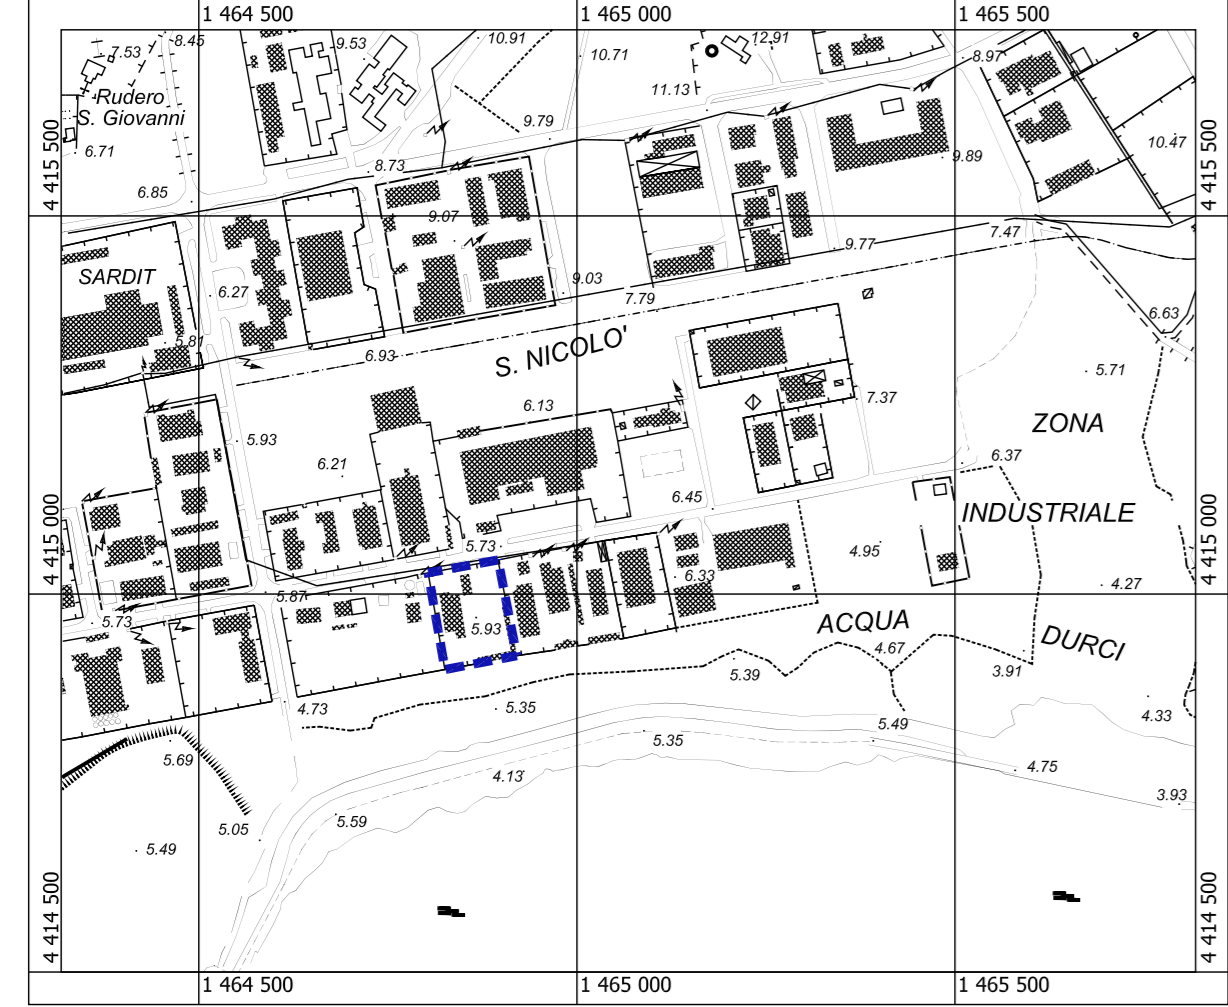 1 464 500
1 465 000
1 465 500
7.53
8.45
9.53
10.91
10.71
12.91
8.97
Rudero
S. Giovanni
11.13
9.79
6.71
8.73
9.89
10.47
4 415 500
4 415 500
6.85
9.07
9.77
7.47
SARDIT
6.27
9.03
7.79
6.63
5.81
6.93
S. NICOLO'
5.71
6.13
7.37
ZONA
5.93
6.21
6.37
6.45
INDUSTRIALE
4 415 000
4 415 000
5.73
4.95
6.33
4.27
5.87
5.73
5.93
ACQUA
DURCI
4.67
3.91
5.39
4.73
5.35
5.49
4.33
5.69
5.35
4.13
4.75
3.93
5.59
5.05
5.49
4 414 500
4 414 500
1 464 500
1 465 000
1 465 500